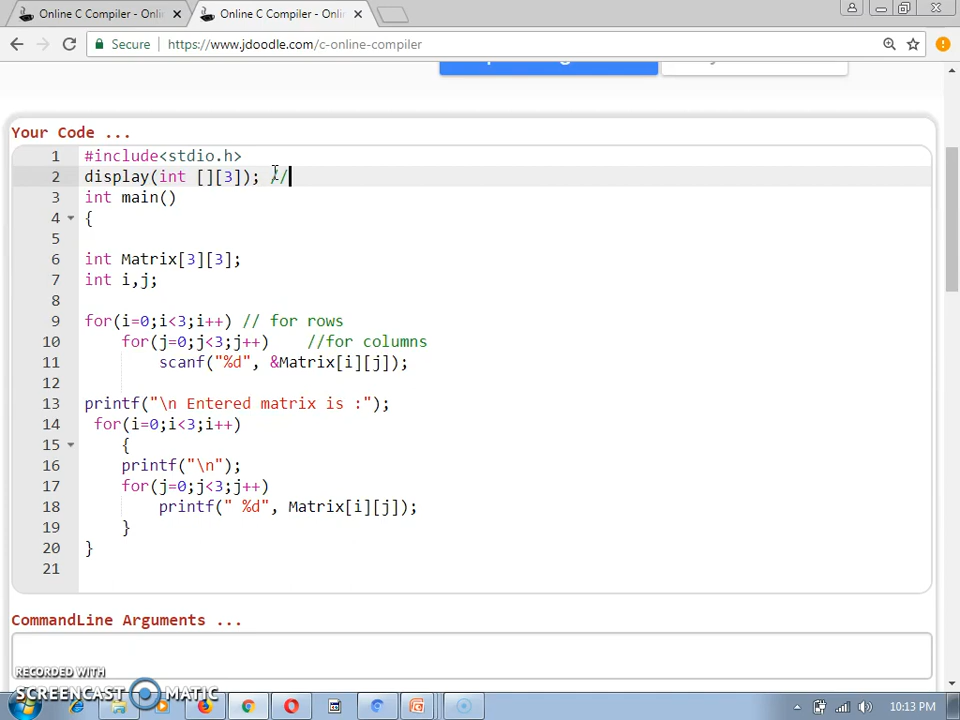 Online C Compiler - Onlin
Online C Compiler - Onlin
Secure https://www.jdoodle.com/c-online-compiler
Your Code ...
1 #include<stdio.h>
2 display(int [][3]); //
3 int main()
4 {
5
6 int Matrix[3][3];
7 int i,j;
8
9 for(i=0;i<3;i++) // for rows
10 for(j=0;j<3;j++) //for columns
11 scanf("%d", &Matrix[i][j]);
12
13 printf("\n Entered matrix is :");
14 for(i=0;i<3;i++)
15 {
16 printf("\n");
17 for(j=0;j<3;j++)
18 printf(" %d", Matrix[i][j]);
19 }
20 }
21
CommandLine Arguments ...
RECORDED WITH
SCREENCAST MATIC
10:13 PM